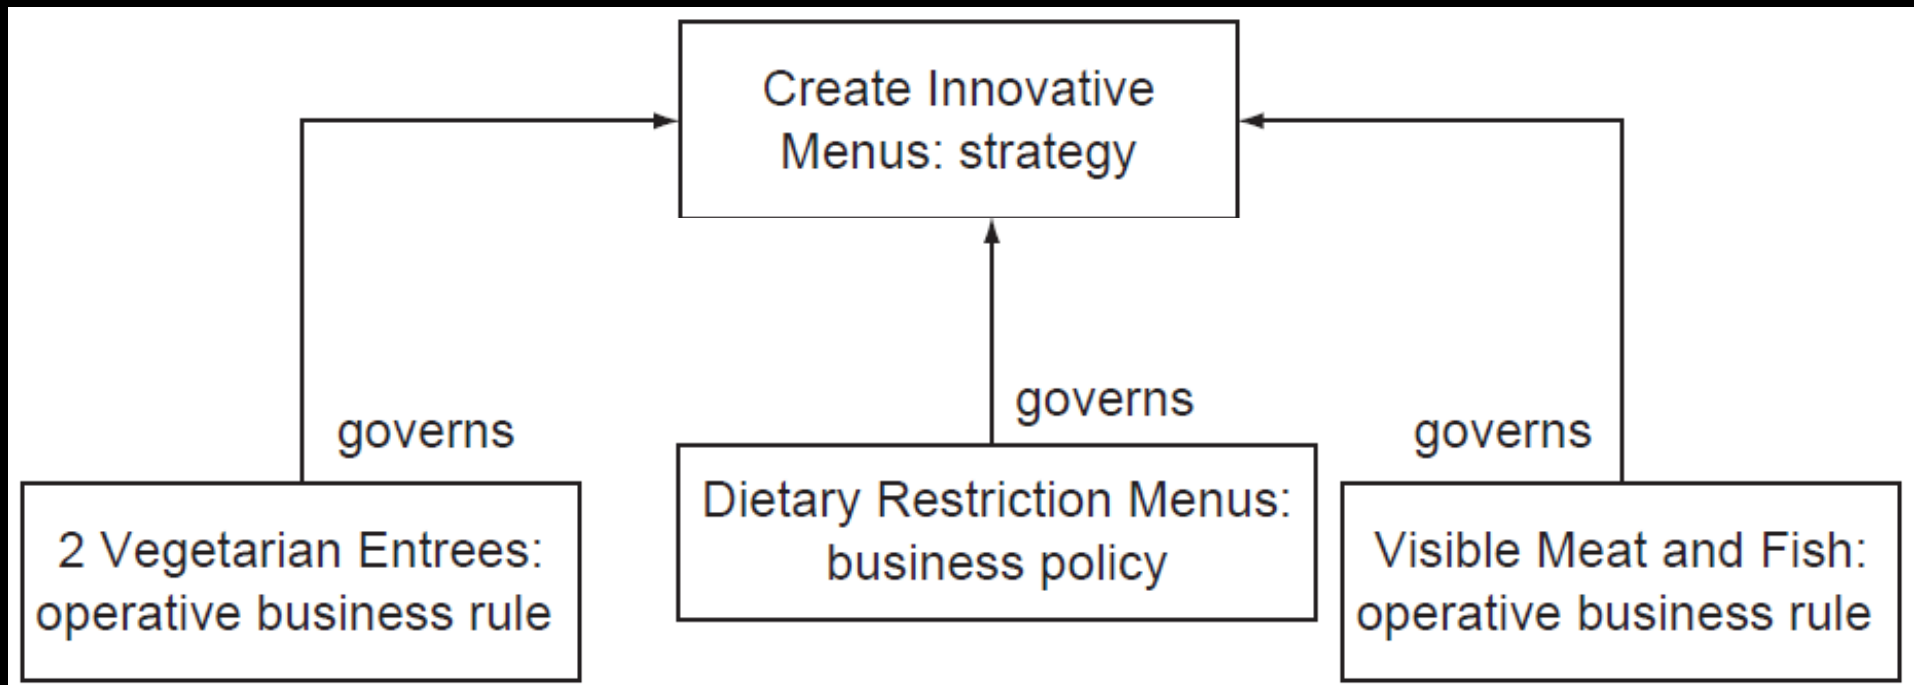 Create Innovative
Menus: strategy
governs
governs
governs
2 Vegetarian Entrees:
operative business rule
Dietary Restriction Menus:
business policy
Visible Meat and Fish:
operative business rule